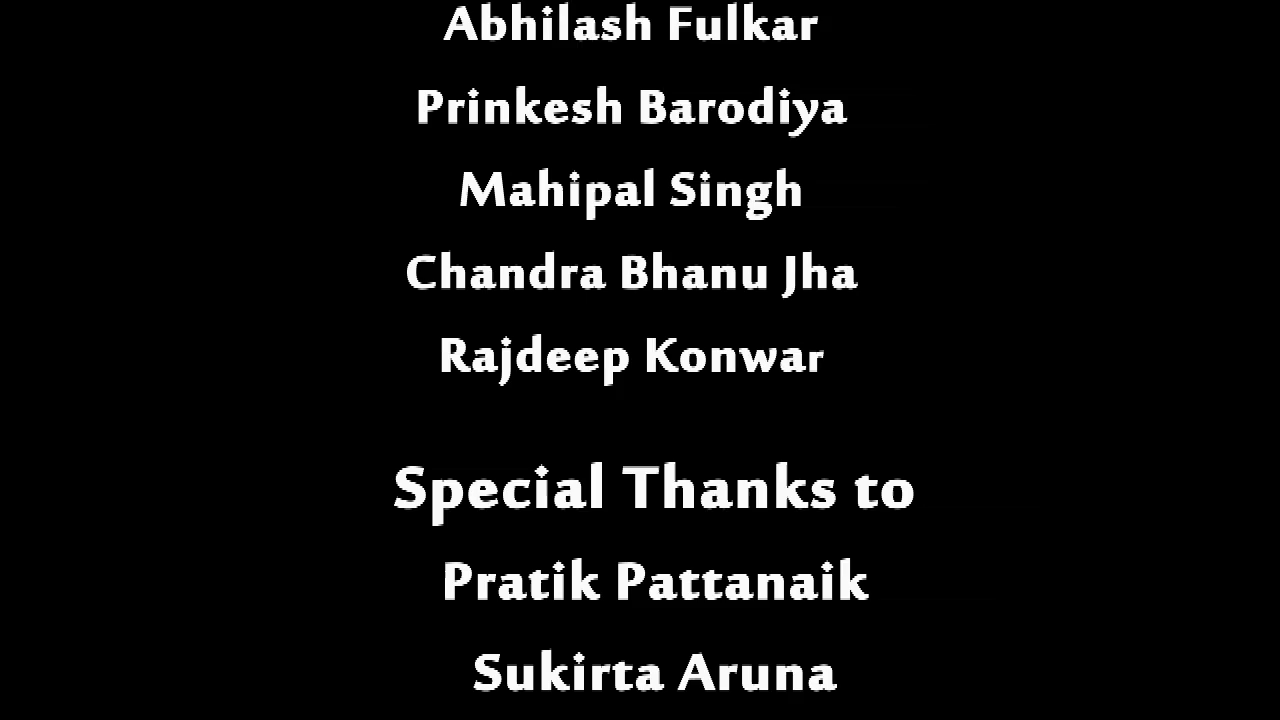 Abhilash Fulkar
Prinkesh Barodiya
Mahipal Singh
Chandra Bhanu Jha
Rajdeep Konwar
Special Thanks to
Pratik Pattanaik
Sukirta Aruna